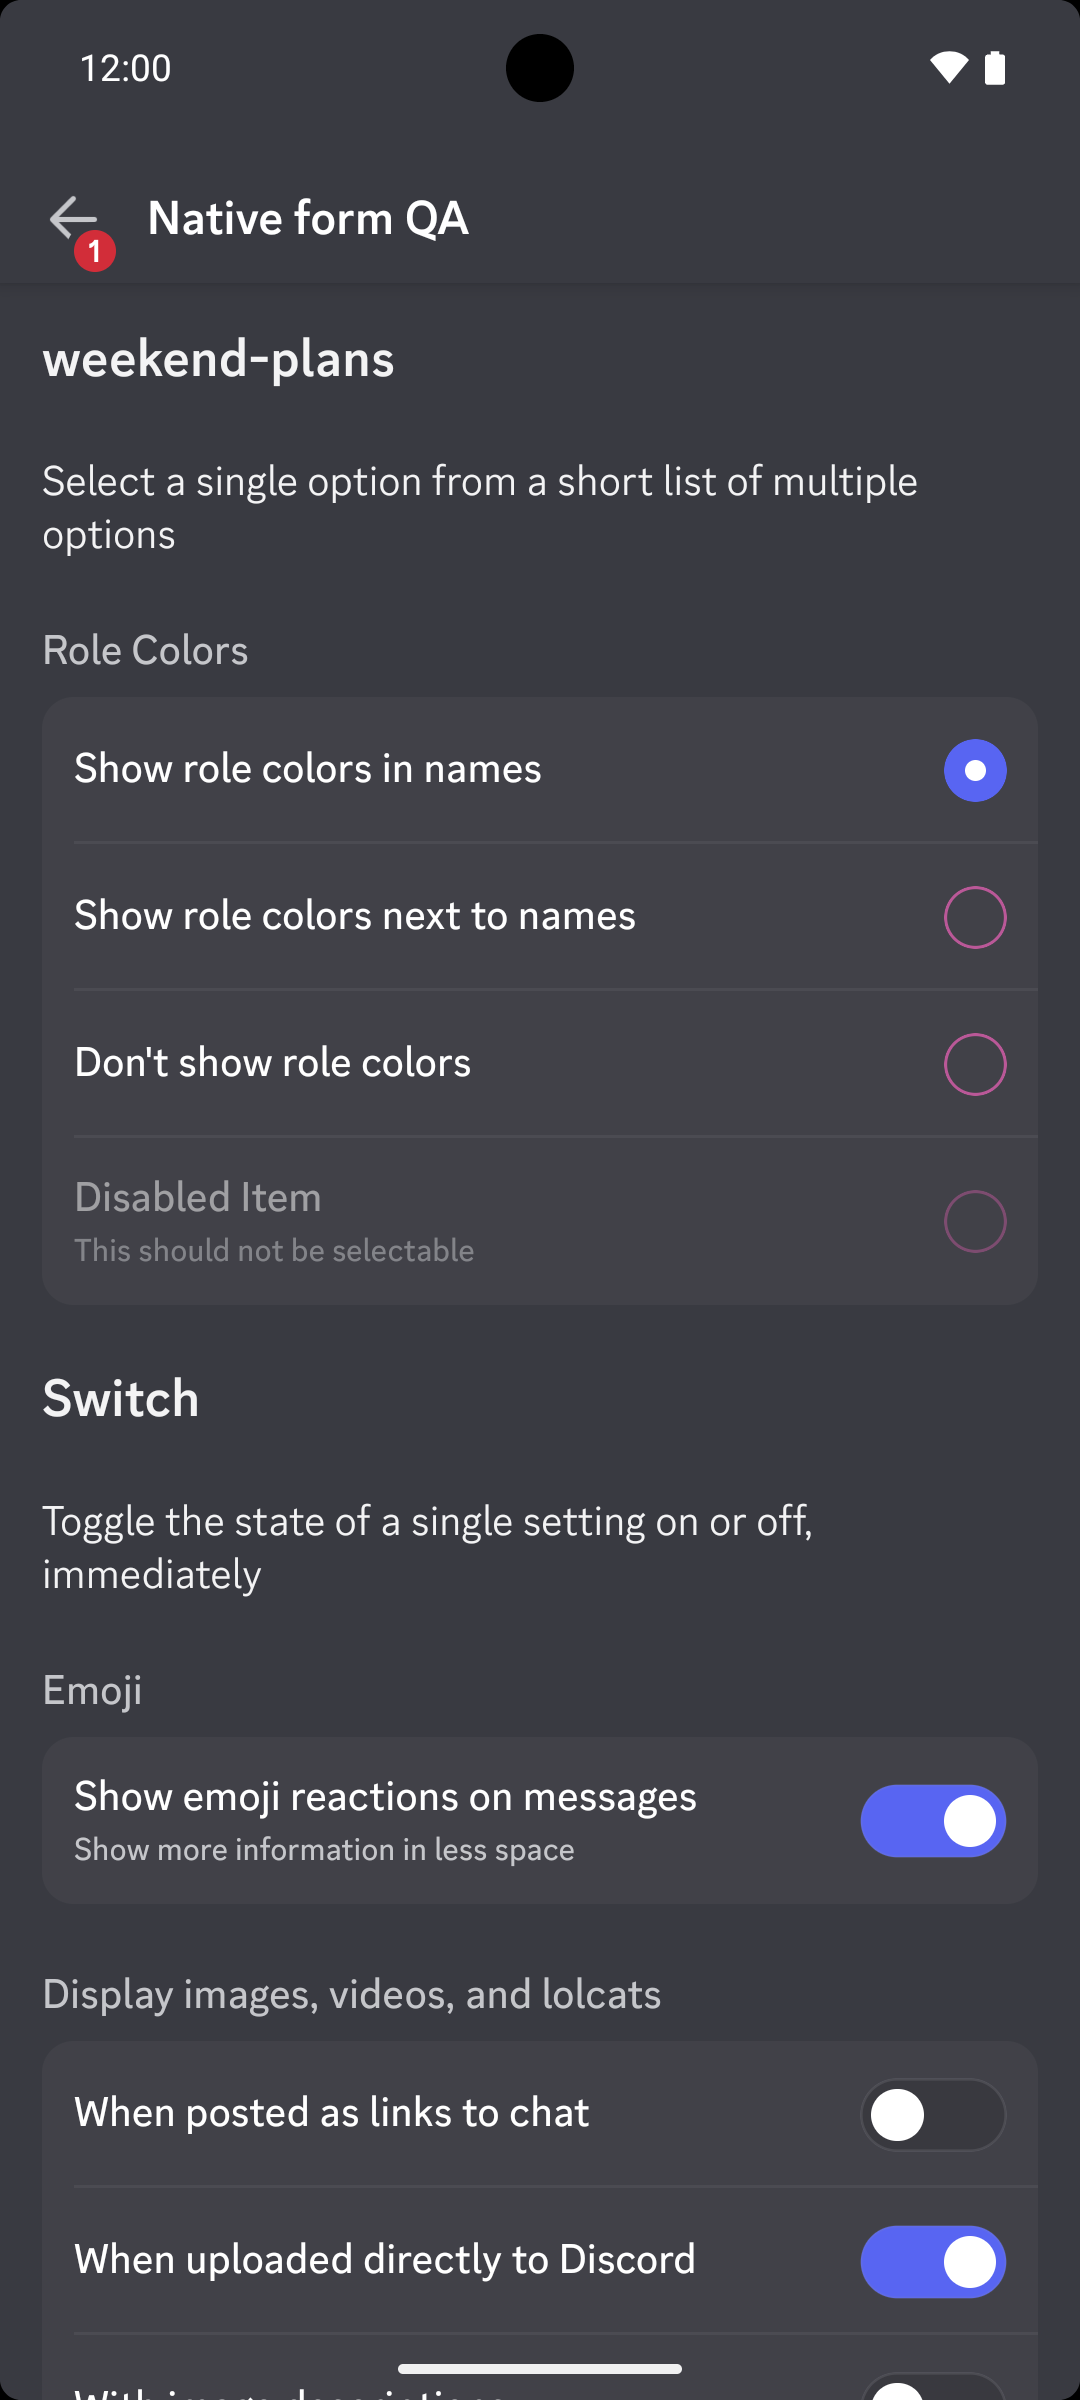 12:00
1
Native form QA
weekend-plans
Select a single option from a short list of multiple
options
Role Colors
Show role colors in names
Show role colors next to names
Don't show role colors
Disabled Item
This should not be selectable
Switch
Toggle the state of a single setting on or off,
immediately
Emoji
Show emoji reactions on messages
Show more information in less space
Display images, videos, and lolcats
When posted as links to chat
When uploaded directly to Discord
With image descriptions